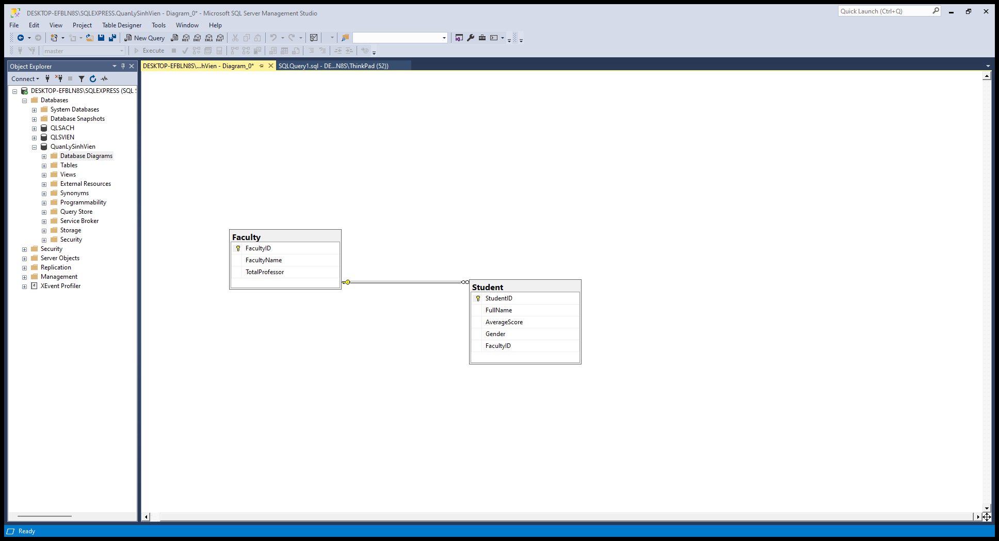 DESKTOP-EFBLN8S\SQLEXPRESS.QuanLySinhVien - Diagram_0* - Microsoft SQL Server Management Studio
Quick Launch (Ctrl+Q)
File Edit View Project Table Designer Tools Window Help
New Query MDX DMX XMLA DAX
master Execute
Object Explorer
DESKTOP-EFBLN8S\...hVien - Diagram_0*
SQLQuery1.sql - DE...N8S\ThinkPad (52))
Connect
DESKTOP-EFBLN8S\SQLEXPRESS (SQL
Databases
System Databases
Database Snapshots
QLSACH
QLSVIEN
QuanLySinhVien
Database Diagrams
Tables
Views
External Resources
Synonyms
Programmability
Query Store
Service Broker
Storage
Security
Security
Server Objects
Replication
Management
XEvent Profiler
Faculty
FacultyID
FacultyName
TotalProfessor
Student
StudentID
FullName
AverageScore
Gender
FacultyID
Ready